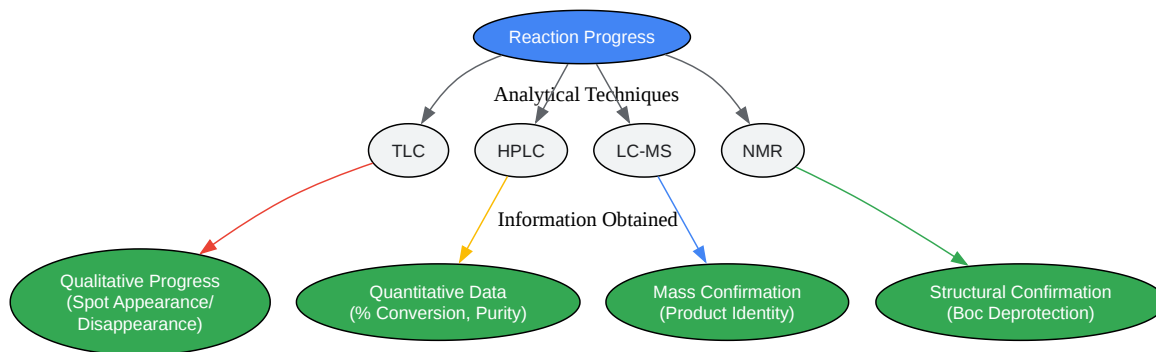 Reaction Progress
Analytical Techniques
TLC
HPLC
LC-MS
NMR
Information Obtained
Qualitative Progress
(Spot Appearance/
Disappearance)
Quantitative Data
(% Conversion, Purity)
Mass Confirmation
(Product Identity)
Structural Confirmation
(Boc Deprotection)